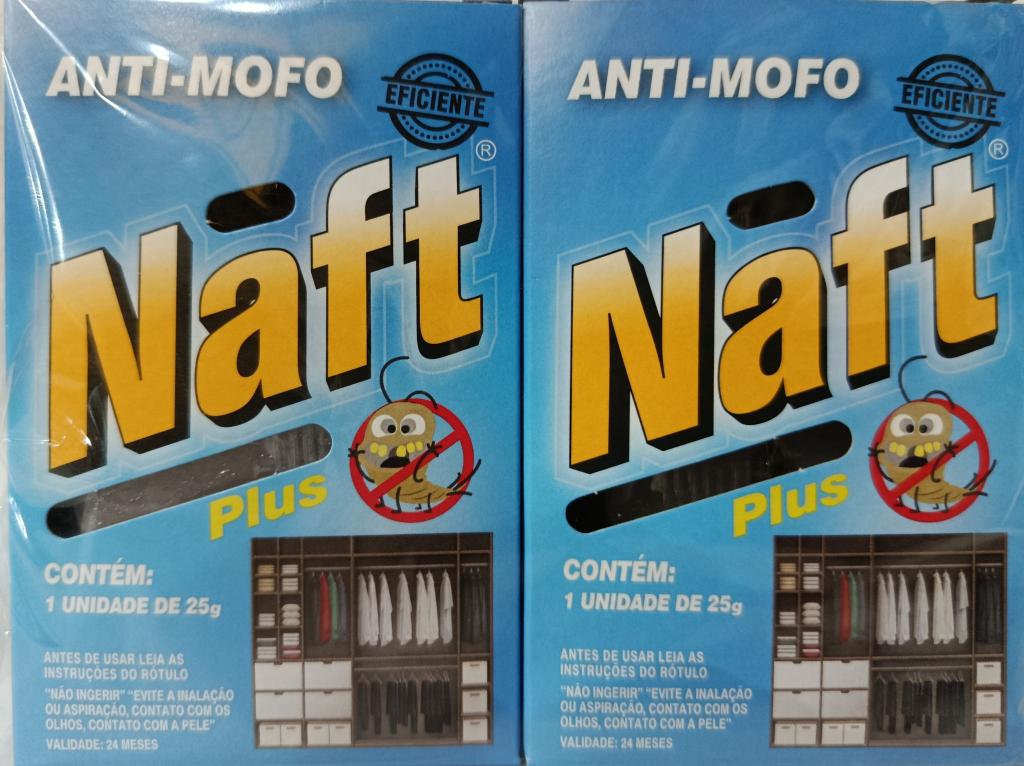 ANTI-MOFO
EFICIENTE
Naft®
Plus
CONTÉM:
1 UNIDADE DE 25g
ANTES DE USAR LEIA AS
INSTRUÇÕES DO RÓTULO
"NÃO INGERIR" "EVITE A INALAÇÃO
OU ASPIRAÇÃO, CONTATO COM OS
OLHOS, CONTATO COM A PELE"
VALIDADE: 24 MESES
ANTI-MOFO
EFICIENTE
Naft®
Plus
CONTÉM:
1 UNIDADE DE 25g
ANTES DE USAR LEIA AS
INSTRUÇÕES DO RÓTULO
"NÃO INGERIR" "EVITE A INALAÇÃO
OU ASPIRAÇÃO, CONTATO COM OS
OLHOS, CONTATO COM A PELE"
VALIDADE: 24 MESES